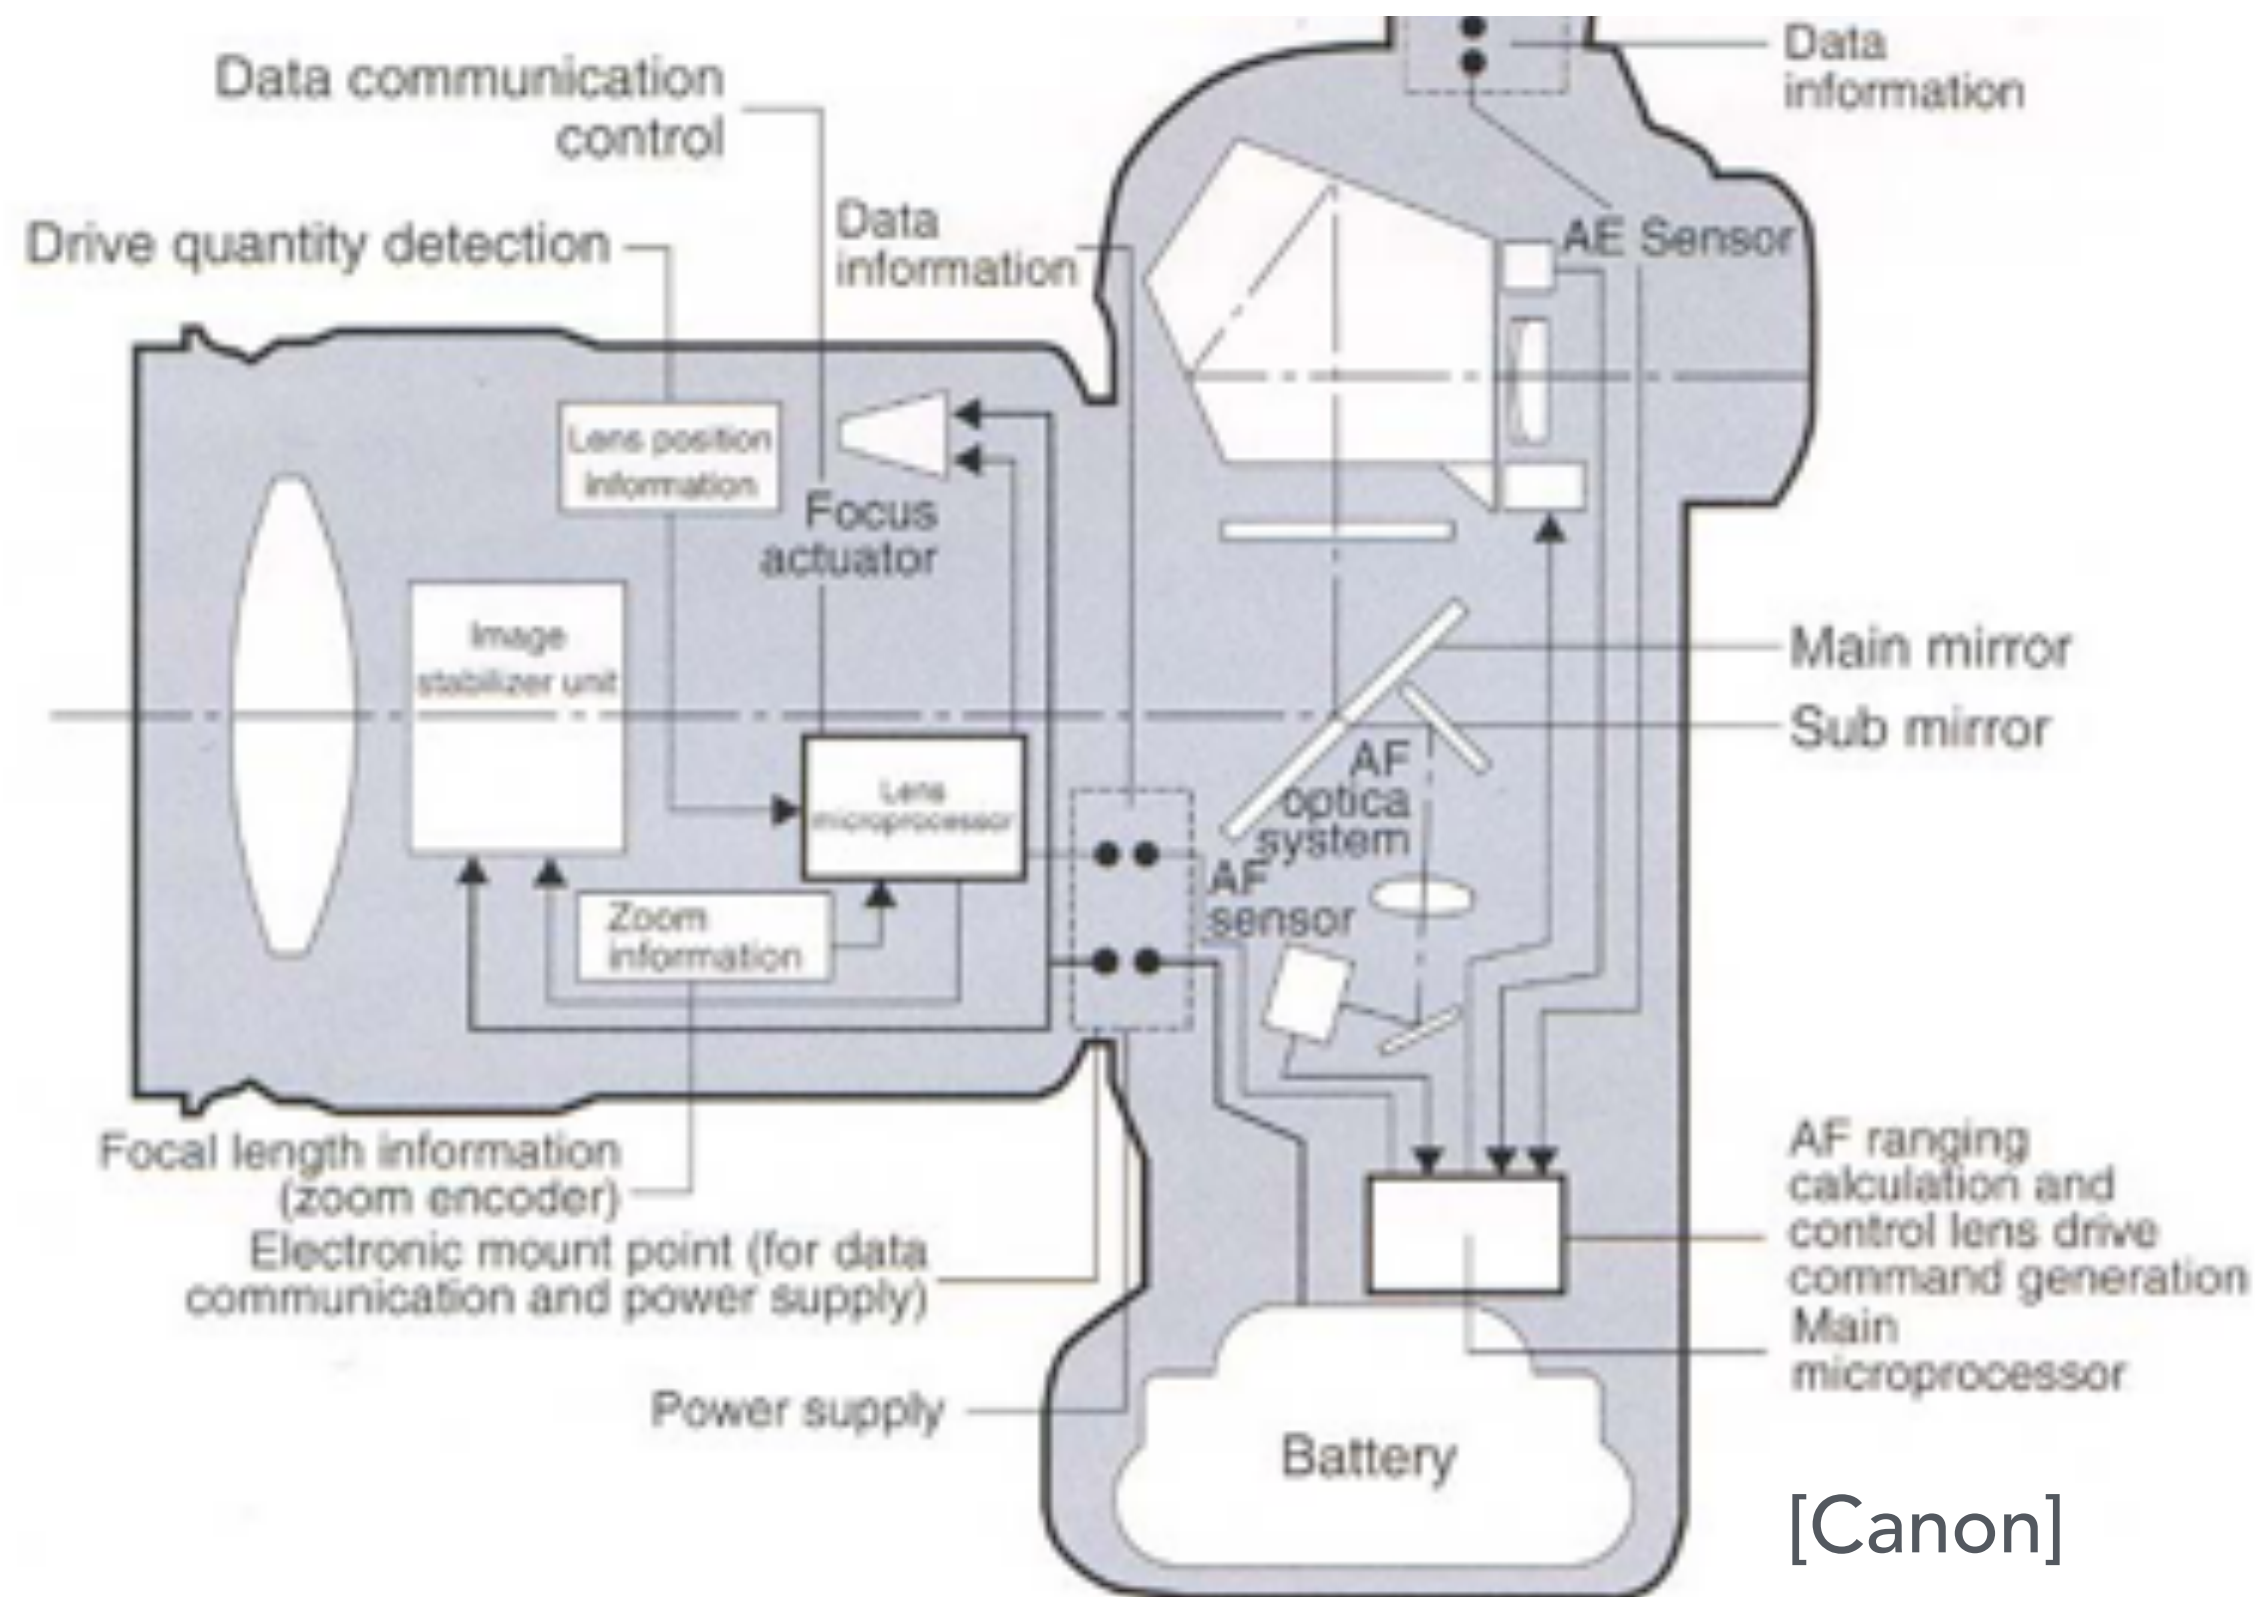 Data
information
Data communication
control
Data
information
AE Sensor
Drive quantity detection
Lens position
information
Focus
actuator
Image
stabilizer unit
Main mirror
Sub mirror
AF
optica
system
Lens
microprocessor
AF
sensor
Zoom
information
Focal length information
(zoom encoder)
AF ranging
calculation and
control lens drive
command generation
Electronic mount point (for data
communication and power supply)
Main
microprocessor
Power supply
Battery
[Canon]